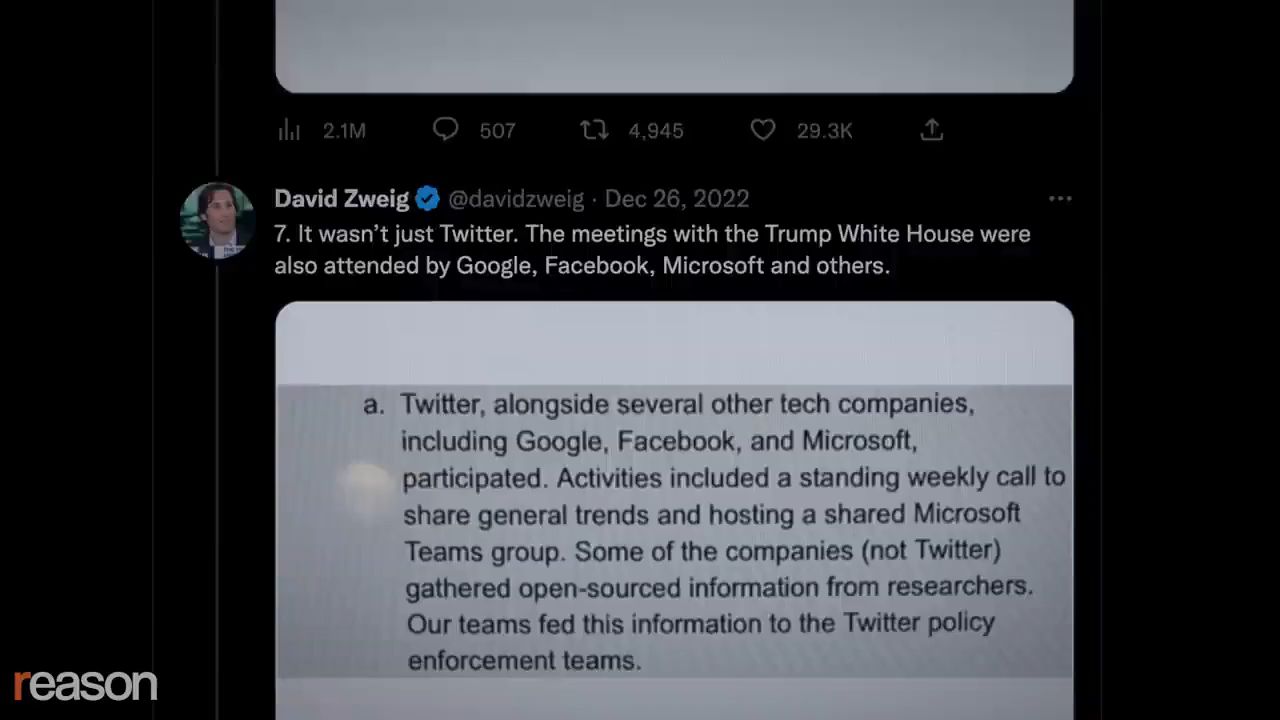 2.1M 507 4,945 29.3K
David Zweig @davidzweig · Dec 26, 2022
7. It wasn’t just Twitter. The meetings with the Trump White House were
also attended by Google, Facebook, Microsoft and others.
a. Twitter, alongside several other tech companies,
including Google, Facebook, and Microsoft,
participated. Activities included a standing weekly call to
share general trends and hosting a shared Microsoft
Teams group. Some of the companies (not Twitter)
gathered open-sourced information from researchers.
Our teams fed this information to the Twitter policy
enforcement teams.
reason